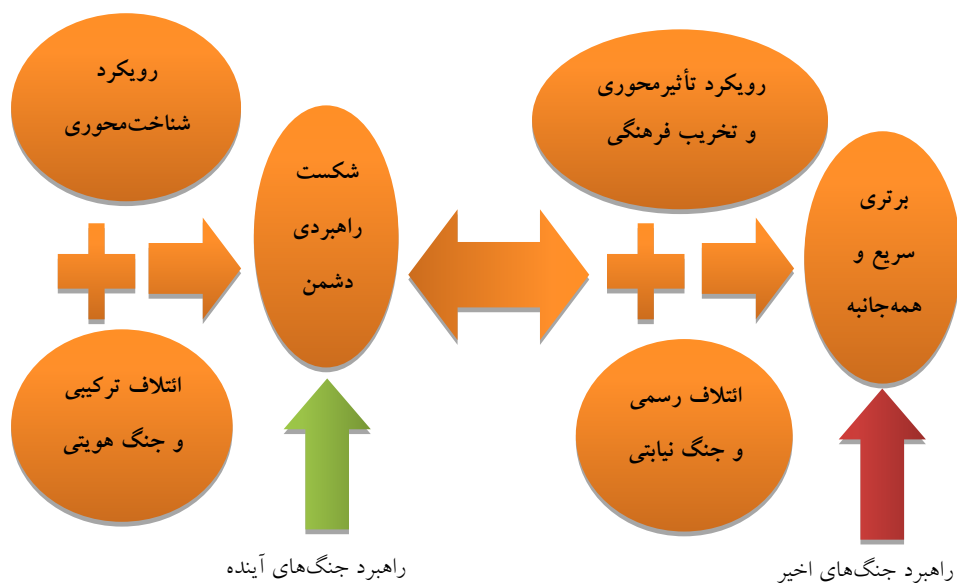 رویکرد تأثیرمحوری
و تخریب فرهنگی
ائتلاف رسمی
و جنگ نیابتی
برتری
سریع و
همه‌جانبه
راهبرد جنگ‌های اخیر
رویکرد
شناخت‌محوری
ائتلاف ترکیبی
و جنگ هویتی
شکست
راهبردی
دشمن
راهبرد جنگ‌های آینده